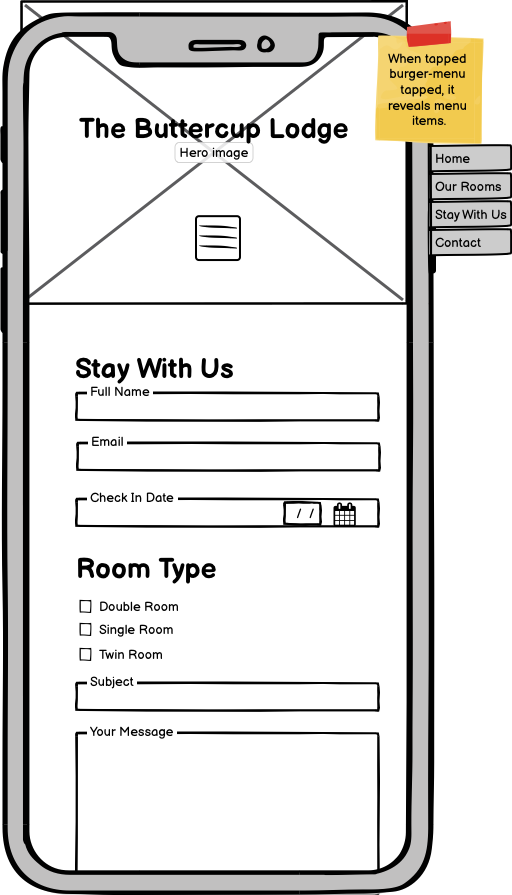 When tapped
burger-menu
tapped, it
reveals menu
items.
The Buttercup Lodge
Hero image
Home
Our Rooms
Stay With Us
Contact
Stay With Us
Full Name
Email
Check In Date
/ /
Room Type
Double Room
Single Room
Twin Room
Subject
Your Message